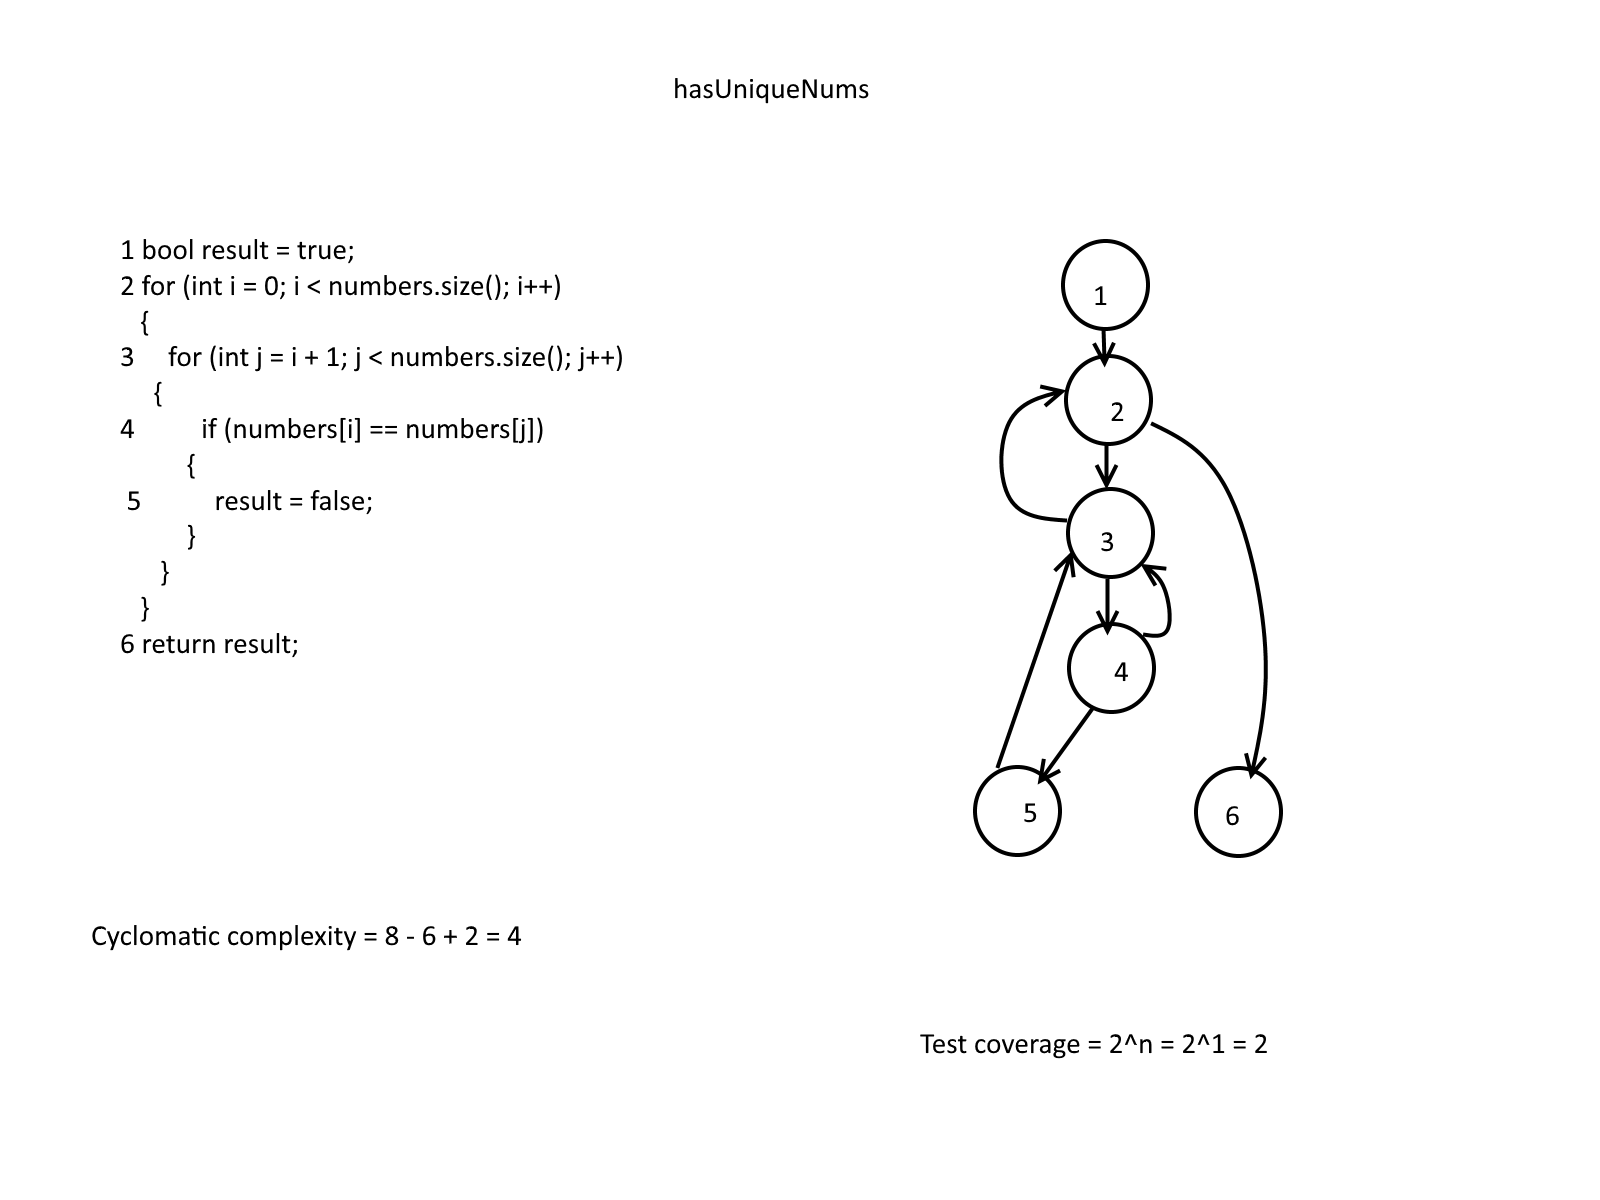 hasUniqueNums
1 bool result = true;
2 for (int i = 0; i < numbers.size(); i++)
{
3 for (int j = i + 1; j < numbers.size(); j++)
{
4 if (numbers[i] == numbers[j])
{
5 result = false;
}
}
}
6 return result;
1
2
3
4
5
6
Cyclomatic complexity = 8 - 6 + 2 = 4
Test coverage = 2^n = 2^1 = 2